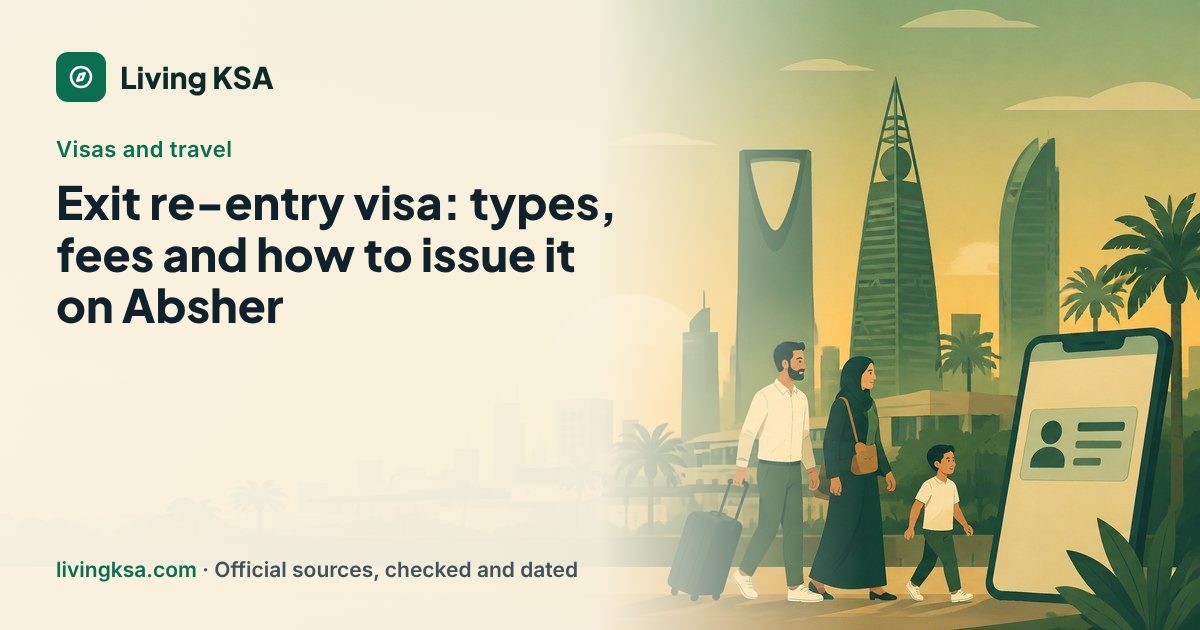 Living KSA
Visas and travel
Exit re-entry visa: types,
fees and how to issue it
on Absher
livingksa.com · Official sources, checked and dated